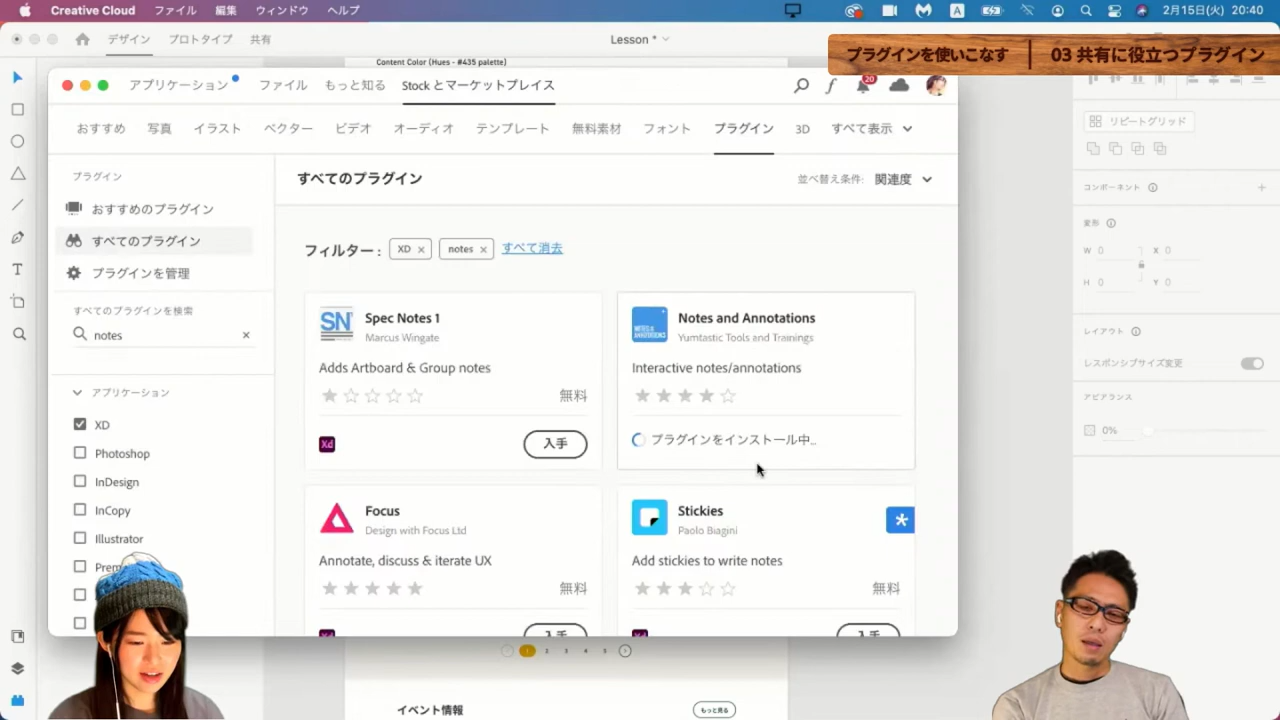 Creative Cloud ファイル 編集 ウィンドウ ヘルプ
A
2月15日(火) 20:40
デザイン プロトタイプ 共有
Lesson *
プラグインを使いこなす | 03 共有に役立つプラグイン
Content Color (Hues - #435 palette)
アプリケーション ファイル もっと知る Stock とマーケットプレイス
20
おすすめ 写真 イラスト ベクター ビデオ オーディオ テンプレート 無料素材 フォント プラグイン 3D すべて表示
プラグイン
おすすめのプラグイン
すべてのプラグイン
プラグインを管理
すべてのプラグインを検索
notes
アプリケーション
XD
Photoshop
InDesign
InCopy
Illustrator
すべてのプラグイン
並べ替え条件: 関連度
フィルター : XD × notes × すべて消去
SN
Spec Notes 1
Marcus Wingate
Adds Artboard & Group notes
無料
Xd
入手
NOTES & ANNOTATIONS
Notes and Annotations
Yumtastic Tools and Trainings
Interactive notes/annotations
プラグインをインストール中...
Focus
Design with Focus Ltd
Annotate, discuss & iterate UX
無料
入手
Stickies
Paolo Biagini
Add stickies to write notes
無料
入手
リピートグリッド
コンポーネント
変形
W 0 X 0
H 0 Y 0
レイアウト
レスポンシブサイズ変更
アピアランス
0%
1 2 3 4 5
イベント情報
もっと見る